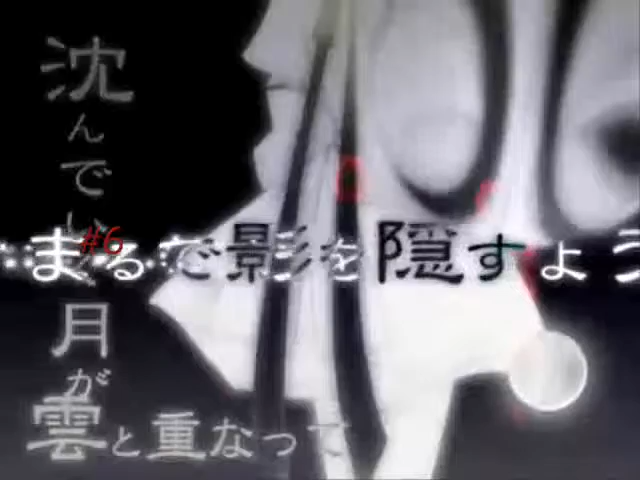 沈んでいく月が
雲と重なって
#6
まるで影を隠すよう